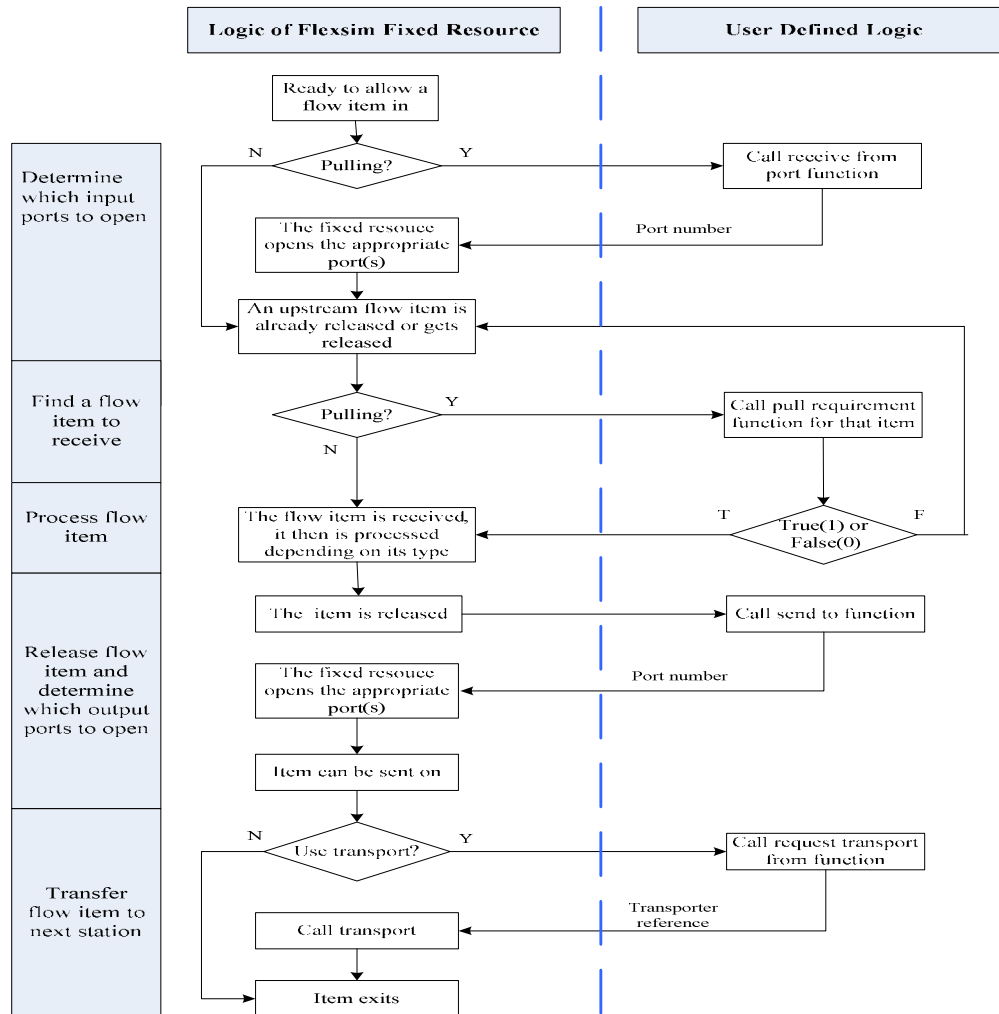 Logic of Flexsim Fixed Resource
User Defined Logic
Ready to allow a
flow item in
N
Pulling?
Y
Call receive from
port function
Determine
which input
ports to open
The fixed resouce
opens the appropriate
port(s)
Port number
An upstream flow item is
already released or gets
released
Find a flow
item to
receive
Pulling?
Y
N
Call pull requirement
function for that item
Process flow
item
The flow item is received,
it then is processed
depending on its type
T
True(1) or
False(0)
F
Release flow
item and
determine
which output
ports to open
The item is released
Call send to function
The fixed resouce
opens the appropriate
port(s)
Port number
Item can be sent on
N
Use transport?
Y
Call request transport
from function
Transfer
flow item to
next station
Transporter
reference
Call transport
Item exits